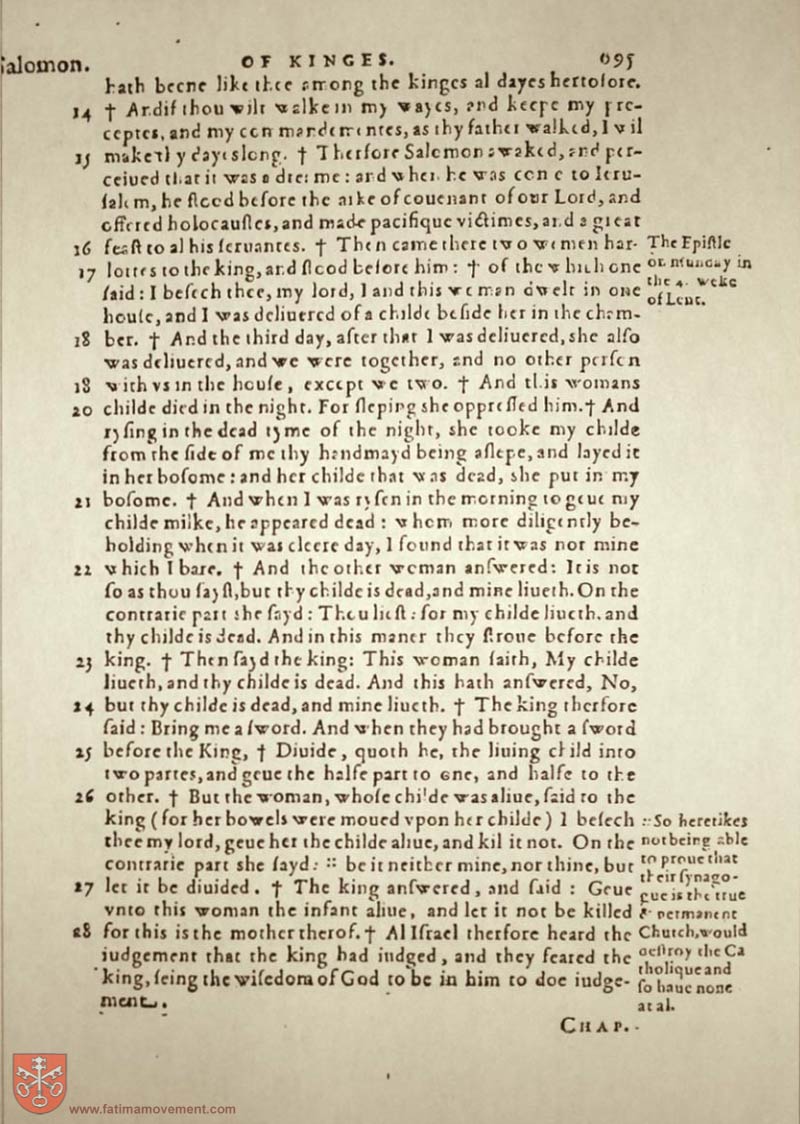 Salomon. OF KINGES. 695
hath beene like thee among the kinges al dayes hertofore.
14 † And if thou wilt walke in my wayes, and keepe my pre-
ceptes, and my commandementes, as thy father walked, I wil
15 make thy dayes long. † Therfore Salomon awaked, and per-
ceiued that it was a dreame: and when he was come to Ieru-
salem, he stood before the arke of couenant of our Lord, and
offered holocaustes, and made pacifique victimes, and a great
16 feast to al his seruantes. † Then came there two wemen har-
17 lottes to the king, and stood before him: † of the which one
said: I besech thee, my lord, I and this woman dwelt in one
house, and I was deliuered of a childe beside her in the cham-
18 ber. † And the third day, after that I was deliuered, she also
was deliuered, and we were together, and no other person
18 with vs in the house, except we two. † And this womans
20 childe died in the night. For sleping she oppressed him. † And
rysing in the dead tyme of the night, she tooke my childe
from the side of me thy handmayd being aslepe, and layed it
in her bosome: and her childe that was dead, she put in my
21 bosome. † And when I was rysen in the morning to geue my
childe milke, he appeared dead: whom more diligently be-
holding when it was cleere day, I found that it was not mine
22 which I bare. † And the other woman answered: It is not
so as thou sayst, but thy childe is dead, and mine liueth. On the
contrarie part she sayd: Thou liest: for my childe liueth, and
thy childe is dead. And in this maner they stroue before the
23 king. † Then sayd the king: This woman saith, My childe
liueth, and thy childe is dead. And this hath answered, No,
24 but thy childe is dead, and mine liueth. † The king therfore
said: Bring me a sword. And when they had brought a sword
25 before the King, † Diuide, quoth he, the liuing child into
two partes, and geue the halfe part to one, and halfe to the
26 other. † But the woman, whose childe was aliue, said to the
king (for her bowels were moued vpon her childe) I besech
thee my lord, geue her the childe aliue, and kil it not. On the
contrarie part she sayd: :: be it neither mine, nor thine, but
27 let it be diuided. † The king answered, and said: Geue
vnto this woman the infant aliue, and let it not be killed
28 for this is the mother therof. † Al Israel therfore heard the
iudgement that the king had iudged, and they feared the
king, seing the wisedom of God to be in him to doe iudge-
ment.
The Epistle
on munday in
the 4. weke
of Lent.
:: So heretikes
not being able
to proue that
their synago-
gue is the true
& permanent
Church, would
destroy the Ca
tholique and
so haue none
at al.
CHAP.
www.fatimamovement.com